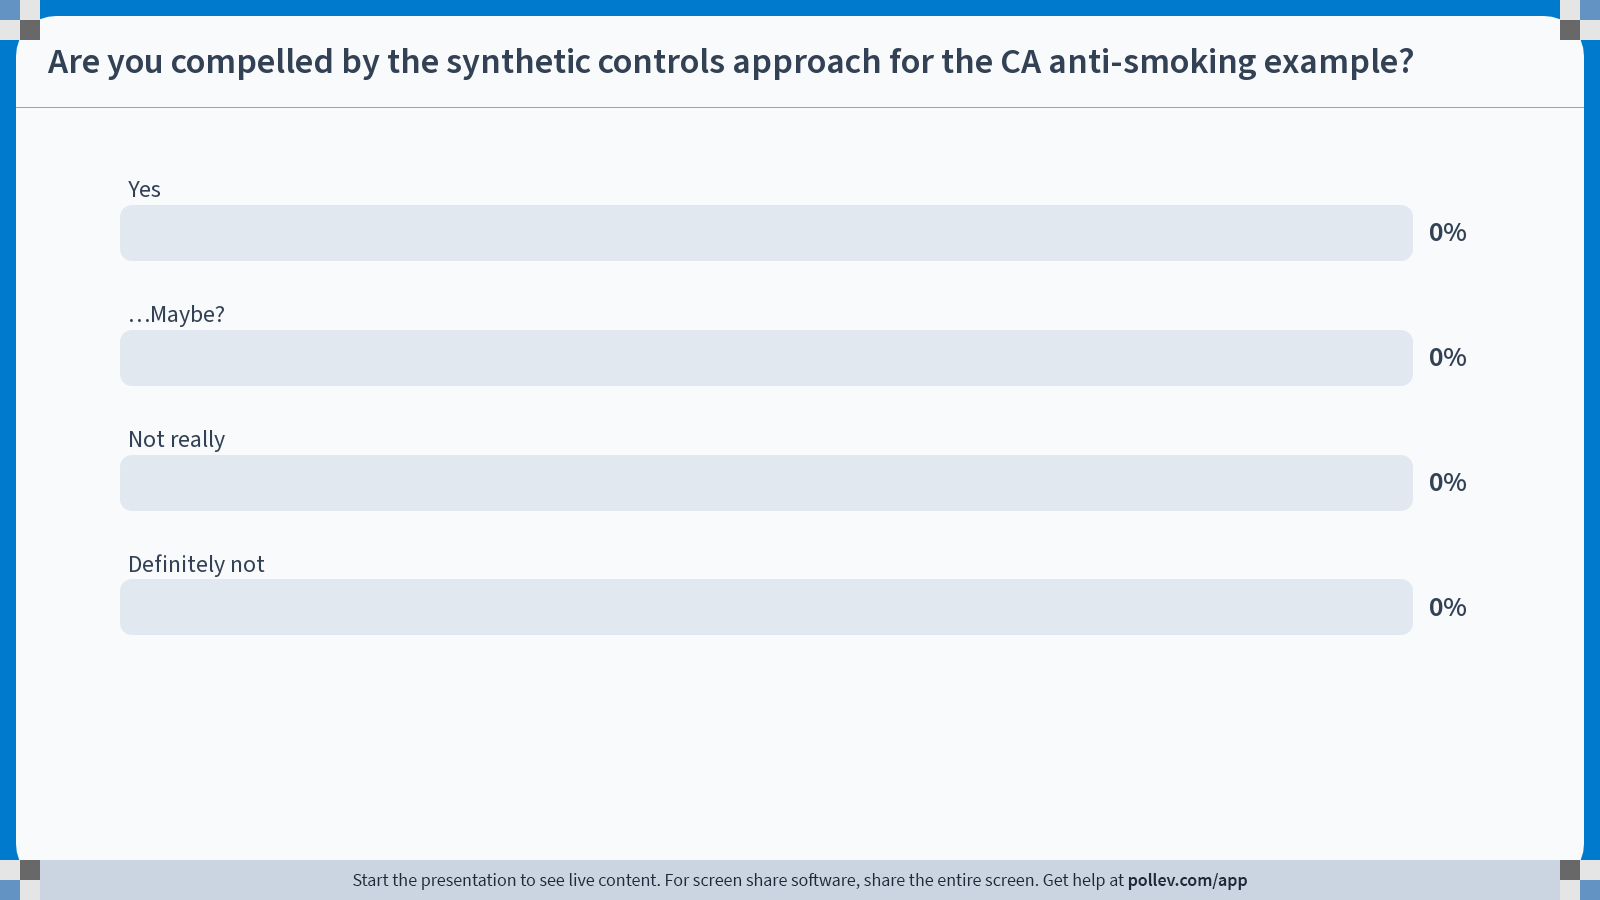 Are you compelled by the synthetic controls approach for the CA anti-smoking example?
Yes
0%
…Maybe?
0%
Not really
0%
Definitely not
0%
Start the presentation to see live content. For screen share software, share the entire screen. Get help at pollev.com/app